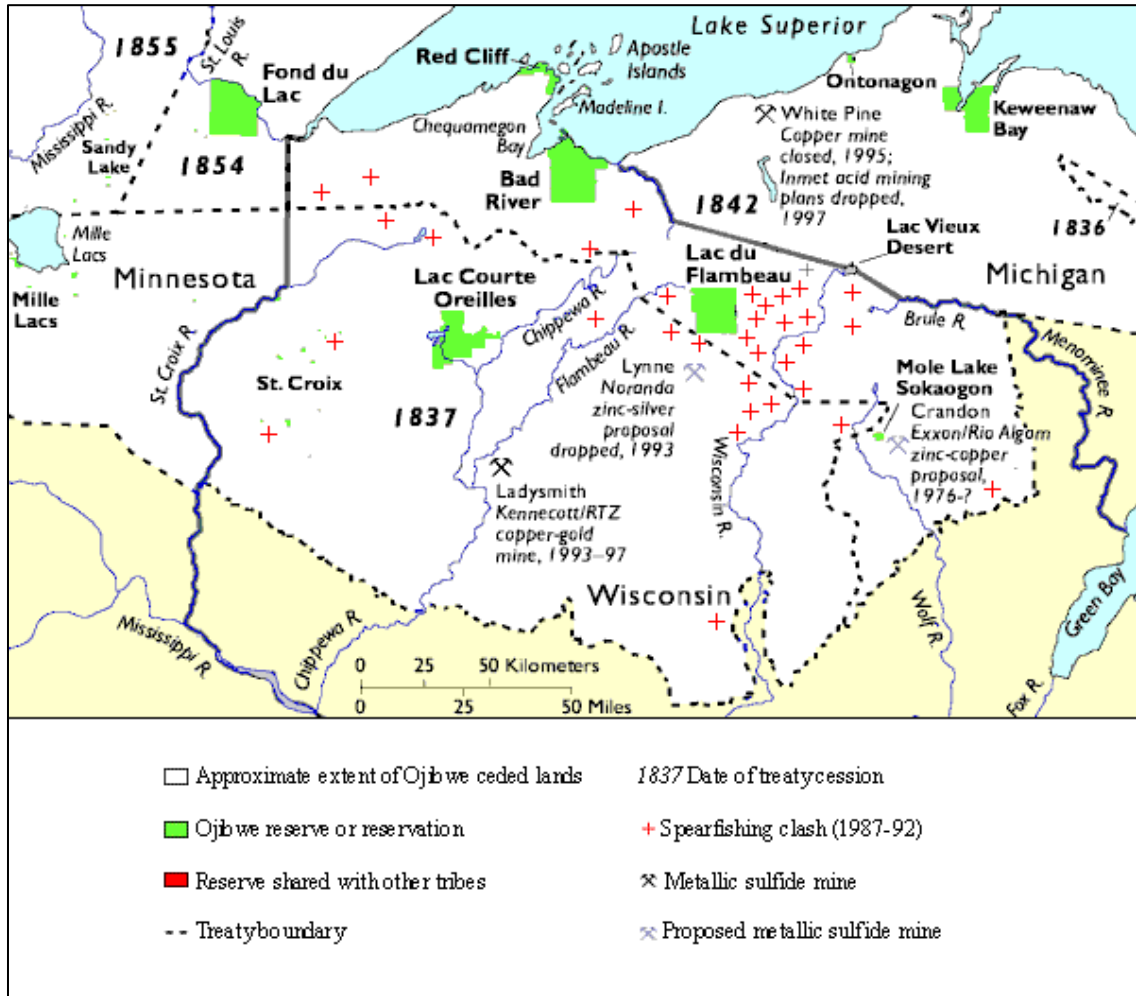 1855
St. Louis
R.
Lake Superior
Mississippi R.
Fond du
Lac
Red Cliff
Apostle
Islands
Madeline I.
Ontonagon
Keweenaw
Bay
Sandy
Lake
1854
Chequamegon
Bay
White Pine
Copper mine
closed, 1995;
Inmet acid mining
plans dropped,
1997
Bad
River
1842
1836
Mille
Lacs
Minnesota
Lac Vieux
Desert
Michigan
Mille
Lacs
Lac Courte
Oreilles
Lac du
Flambeau
Chippewa R.
Flambeau R.
Brule R.
Menominee R.
St. Croix R.
St. Croix
1837
Lynne
Noranda
zinc-silver
proposal
dropped, 1993
Mole Lake
Sokaogon
Crandon
Exxon/Rio Algom
zinc-copper
proposal,
1976-?
Ladysmith
Kennecott/RTZ
copper-gold
mine, 1993–97
Wisconsin R.
Wisconsin
Wolf R.
Green Bay
Fox R.
Mississippi R.
Chippewa R.
0 25 50 Kilometers
0 25 50 Miles
Approximate extent of Ojibwe ceded lands
1837 Date of treatycession
Ojibwe reserve or reservation
Spearfishing clash (1987-92)
Reserve shared with other tribes
Metallic sulfide mine
Treatyboundary
Proposed metallic sulfide mine